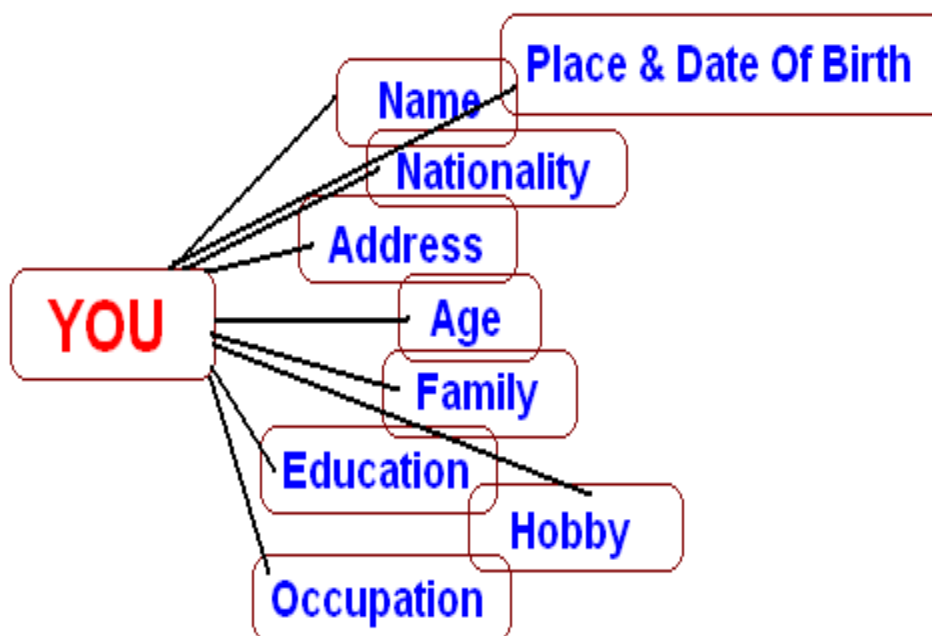 Place & Date Of Birth
Name
Nationality
Address
YOU
Age
Family
Education
Hobby
Occupation